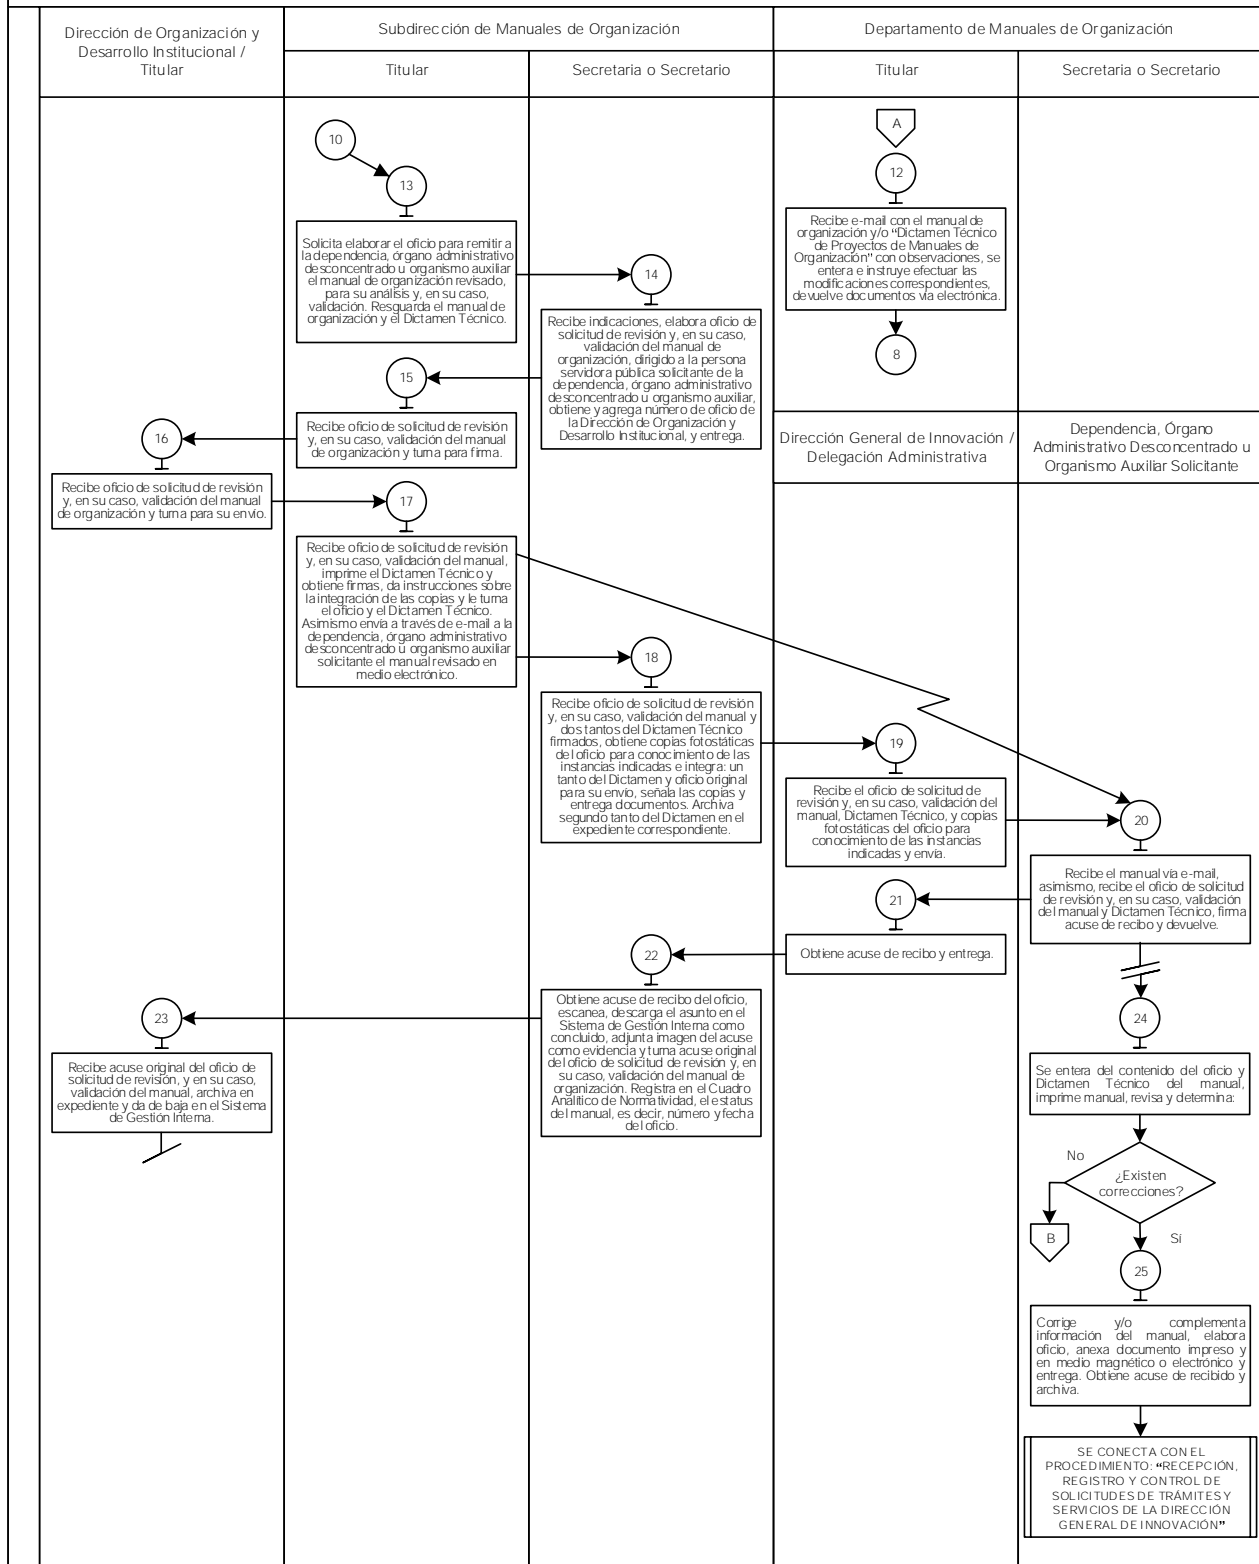 Dirección de Organización y
Desarrollo Institucional /
Titular
Subdirección de Manuales de Organización
Departamento de Manuales de Organización
Titular
Secretaria o Secretario
Titular
Secretaria o Secretario
A
10
12
13
Recibe e-mail con el manual de
organización y/o “Dictamen Técnico
de Proyectos de Manuales de
Organización” con observaciones, se
entera e instruye efectuar las
modificaciones correspondientes,
devuelve documentos vía electrónica.
Solicita elaborar el oficio para remitir a
la dependencia, órgano administrativo
desconcentrado u organismo auxiliar
el manual de organización revisado,
para su análisis y, en su caso,
validación. Resguarda el manual de
organización y el Dictamen Técnico.
14
Recibe indicaciones, elabora oficio de
solicitud de revisión y, en su caso,
validación del manual de
organización, dirigido a la persona
servidora pública solicitante de la
dependencia, órgano administrativo
desconcentrado u organismo auxiliar,
obtiene y agrega número de oficio de
la Dirección de Organización y
Desarrollo Institucional, y entrega.
8
15
Recibe oficio de solicitud de revisión
y, en su caso, validación del manual
de organización y turna para firma.
16
Recibe oficio de solicitud de revisión
y, en su caso, validación del manual
de organización y turna para su envío.
Dirección General de Innovación /
Delegación Administrativa
Dependencia, Órgano
Administrativo Desconcentrado u
Organismo Auxiliar Solicitante
17
Recibe oficio de solicitud de revisión
y, en su caso, validación del manual,
imprime el Dictamen Técnico y
obtiene firmas, da instrucciones sobre
la integración de las copias y le turna
el oficio y el Dictamen Técnico.
Asimismo envía a través de e-mail a la
dependencia, órgano administrativo
desconcentrado u organismo auxiliar
solicitante el manual revisado en
medio electrónico.
18
Recibe oficio de solicitud de revisión
y, en su caso, validación del manual y
dos tantos del Dictamen Técnico
firmados, obtiene copias fotostáticas
del oficio para conocimiento de las
instancias indicadas e integra: un
tanto del Dictamen y oficio original
para su envío, señala las copias y
entrega documentos. Archiva
segundo tanto del Dictamen en el
expediente correspondiente.
19
Recibe el oficio de solicitud de
revisión y, en su caso, validación del
manual, Dictamen Técnico, y copias
fotostáticas del oficio para
conocimiento de las instancias
indicadas y envía.
20
Recibe el manual vía e-mail,
asimismo, recibe el oficio de solicitud
de revisión y, en su caso, validación
del manual y Dictamen Técnico, firma
acuse de recibo y devuelve.
21
Obtiene acuse de recibo y entrega.
22
Obtiene acuse de recibo del oficio,
escanea, descarga el asunto en el
Sistema de Gestión Interna como
concluido, adjunta imagen del acuse
como evidencia y turna acuse original
del oficio de solicitud de revisión y, en
su caso, validación del manual de
organización. Registra en el Cuadro
Analítico de Normatividad, el estatus
del manual, es decir, número y fecha
del oficio.
23
Recibe acuse original del oficio de
solicitud de revisión, y en su caso,
validación del manual, archiva en
expediente y da de baja en el Sistema
de Gestión Interna.
24
Se entera del contenido del oficio y
Dictamen Técnico del manual,
imprime manual, revisa y determina:
No
¿Existen
correcciones?
B
Sí
25
Corrige y/o complementa
información del manual, elabora
oficio, anexa documento impreso y
en medio magnético o electrónico y
entrega. Obtiene acuse de recibido y
archiva.
SE CONECTA CON EL
PROCEDIMIENTO: “RECEPCIÓN,
REGISTRO Y CONTROL DE
SOLICITUDES DE TRÁMITES Y
SERVICIOS DE LA DIRECCIÓN
GENERAL DE INNOVACIÓN”